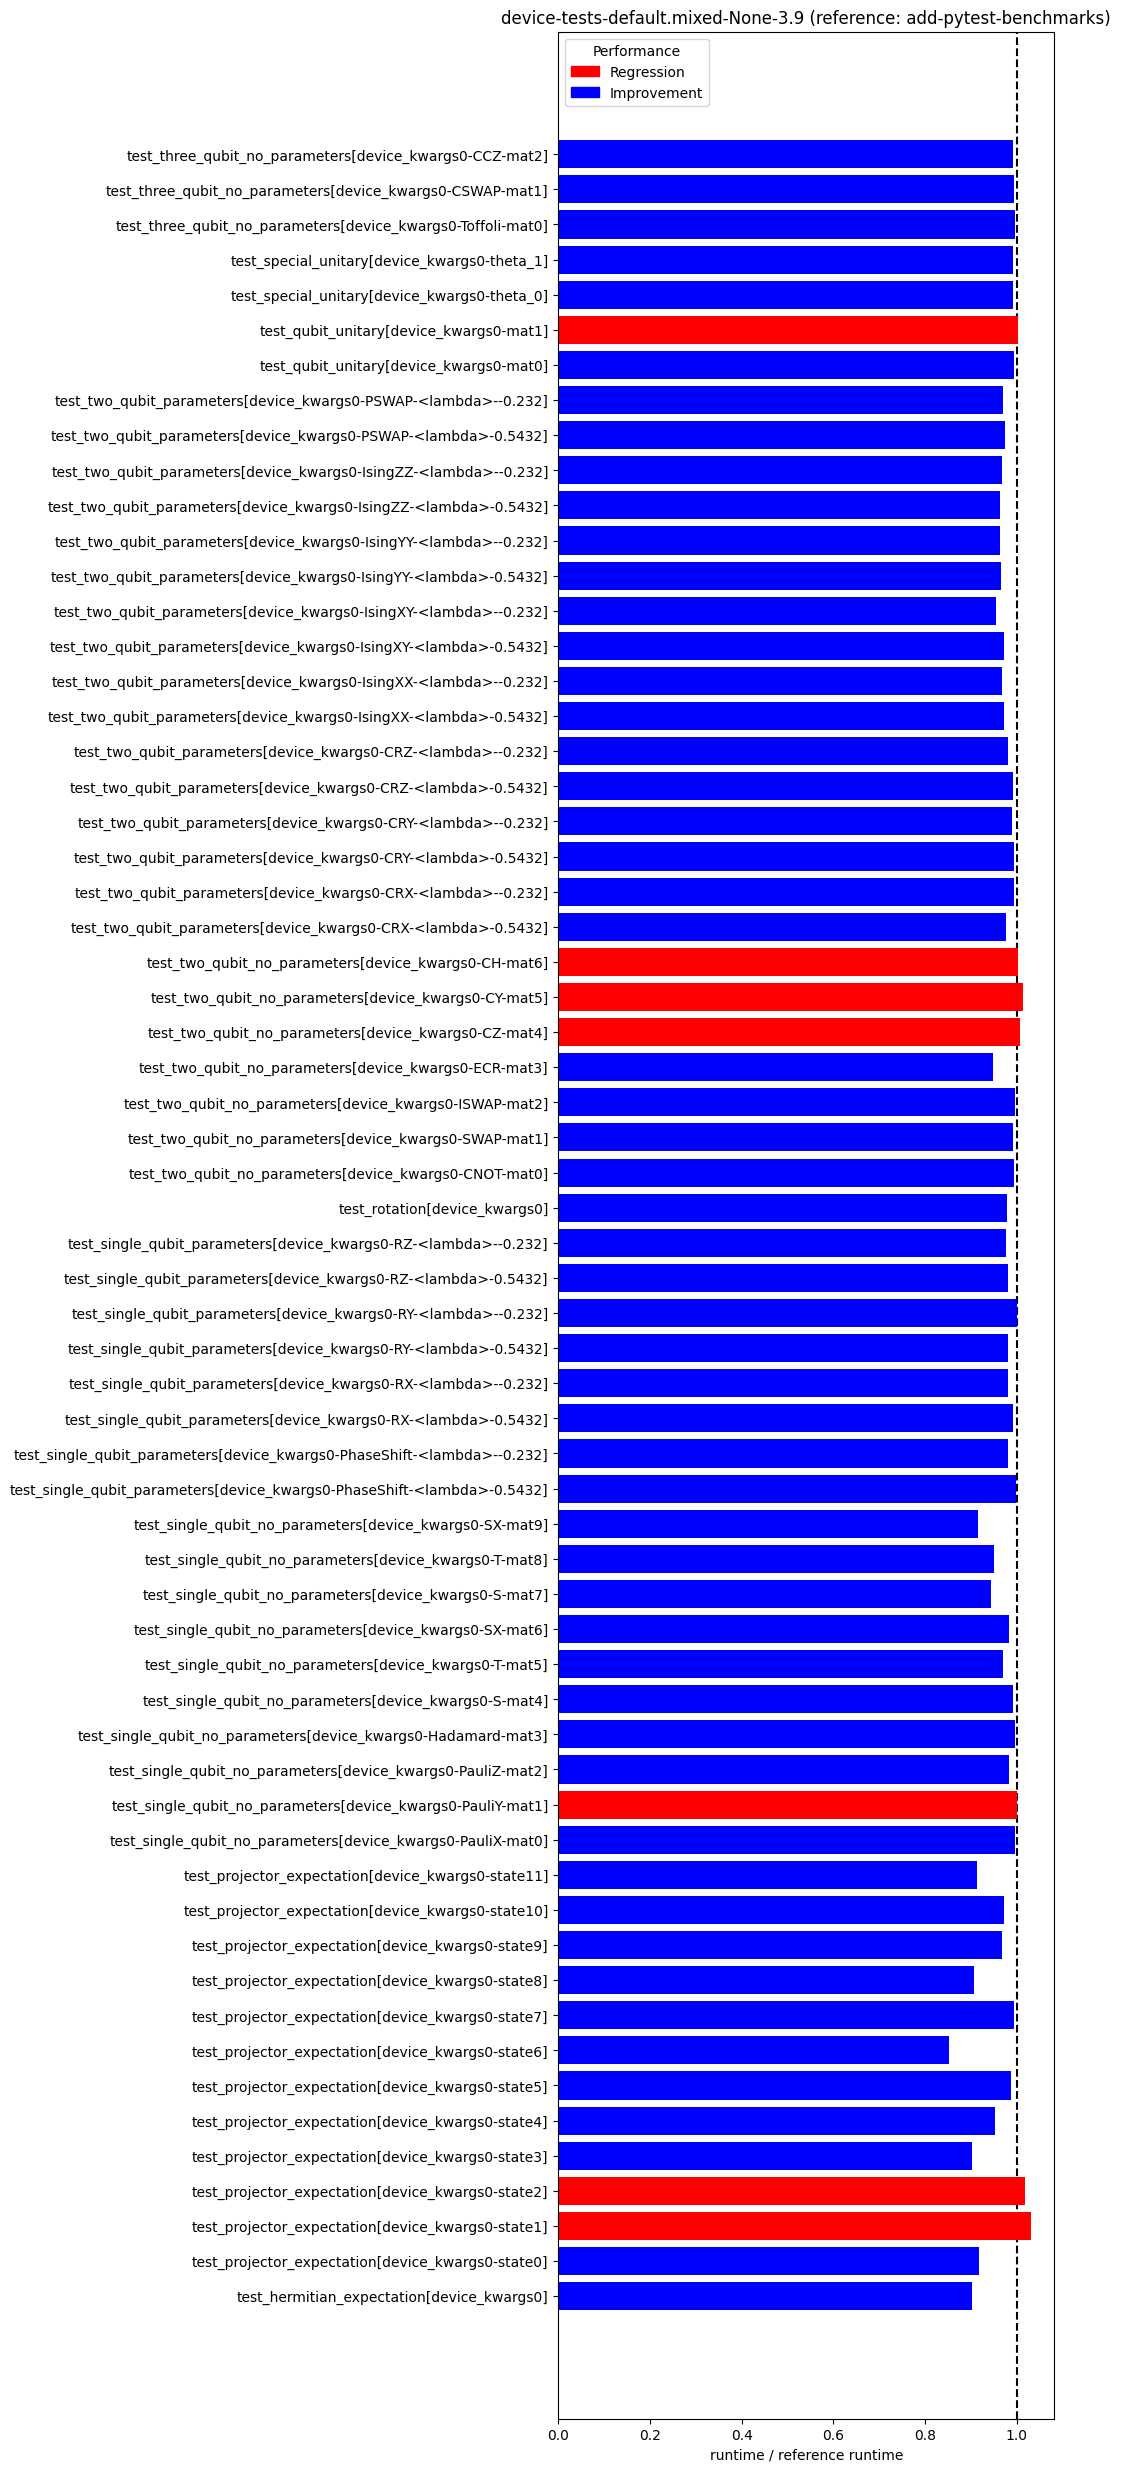 device-tests-default.mixed-None-3.9 (reference: add-pytest-benchmarks)
Performance
Regression
Improvement
test_three_qubit_no_parameters[device_kwargs0-CCZ-mat2]
test_three_qubit_no_parameters[device_kwargs0-CSWAP-mat1]
test_three_qubit_no_parameters[device_kwargs0-Toffoli-mat0]
test_special_unitary[device_kwargs0-theta_1]
test_special_unitary[device_kwargs0-theta_0]
test_qubit_unitary[device_kwargs0-mat1]
test_qubit_unitary[device_kwargs0-mat0]
test_two_qubit_parameters[device_kwargs0-PSWAP-<lambda>--0.232]
test_two_qubit_parameters[device_kwargs0-PSWAP-<lambda>-0.5432]
test_two_qubit_parameters[device_kwargs0-IsingZZ-<lambda>--0.232]
test_two_qubit_parameters[device_kwargs0-IsingZZ-<lambda>-0.5432]
test_two_qubit_parameters[device_kwargs0-IsingYY-<lambda>--0.232]
test_two_qubit_parameters[device_kwargs0-IsingYY-<lambda>-0.5432]
test_two_qubit_parameters[device_kwargs0-IsingXY-<lambda>--0.232]
test_two_qubit_parameters[device_kwargs0-IsingXY-<lambda>-0.5432]
test_two_qubit_parameters[device_kwargs0-IsingXX-<lambda>--0.232]
test_two_qubit_parameters[device_kwargs0-IsingXX-<lambda>-0.5432]
test_two_qubit_parameters[device_kwargs0-CRZ-<lambda>--0.232]
test_two_qubit_parameters[device_kwargs0-CRZ-<lambda>-0.5432]
test_two_qubit_parameters[device_kwargs0-CRY-<lambda>--0.232]
test_two_qubit_parameters[device_kwargs0-CRY-<lambda>-0.5432]
test_two_qubit_parameters[device_kwargs0-CRX-<lambda>--0.232]
test_two_qubit_parameters[device_kwargs0-CRX-<lambda>-0.5432]
test_two_qubit_no_parameters[device_kwargs0-CH-mat6]
test_two_qubit_no_parameters[device_kwargs0-CY-mat5]
test_two_qubit_no_parameters[device_kwargs0-CZ-mat4]
test_two_qubit_no_parameters[device_kwargs0-ECR-mat3]
test_two_qubit_no_parameters[device_kwargs0-ISWAP-mat2]
test_two_qubit_no_parameters[device_kwargs0-SWAP-mat1]
test_two_qubit_no_parameters[device_kwargs0-CNOT-mat0]
test_rotation[device_kwargs0]
test_single_qubit_parameters[device_kwargs0-RZ-<lambda>--0.232]
test_single_qubit_parameters[device_kwargs0-RZ-<lambda>-0.5432]
test_single_qubit_parameters[device_kwargs0-RY-<lambda>--0.232]
test_single_qubit_parameters[device_kwargs0-RY-<lambda>-0.5432]
test_single_qubit_parameters[device_kwargs0-RX-<lambda>--0.232]
test_single_qubit_parameters[device_kwargs0-RX-<lambda>-0.5432]
test_single_qubit_parameters[device_kwargs0-PhaseShift-<lambda>--0.232]
test_single_qubit_parameters[device_kwargs0-PhaseShift-<lambda>-0.5432]
test_single_qubit_no_parameters[device_kwargs0-SX-mat9]
test_single_qubit_no_parameters[device_kwargs0-T-mat8]
test_single_qubit_no_parameters[device_kwargs0-S-mat7]
test_single_qubit_no_parameters[device_kwargs0-SX-mat6]
test_single_qubit_no_parameters[device_kwargs0-T-mat5]
test_single_qubit_no_parameters[device_kwargs0-S-mat4]
test_single_qubit_no_parameters[device_kwargs0-Hadamard-mat3]
test_single_qubit_no_parameters[device_kwargs0-PauliZ-mat2]
test_single_qubit_no_parameters[device_kwargs0-PauliY-mat1]
test_single_qubit_no_parameters[device_kwargs0-PauliX-mat0]
test_projector_expectation[device_kwargs0-state11]
test_projector_expectation[device_kwargs0-state10]
test_projector_expectation[device_kwargs0-state9]
test_projector_expectation[device_kwargs0-state8]
test_projector_expectation[device_kwargs0-state7]
test_projector_expectation[device_kwargs0-state6]
test_projector_expectation[device_kwargs0-state5]
test_projector_expectation[device_kwargs0-state4]
test_projector_expectation[device_kwargs0-state3]
test_projector_expectation[device_kwargs0-state2]
test_projector_expectation[device_kwargs0-state1]
test_projector_expectation[device_kwargs0-state0]
test_hermitian_expectation[device_kwargs0]
0.0 0.2 0.4 0.6 0.8 1.0
runtime / reference runtime